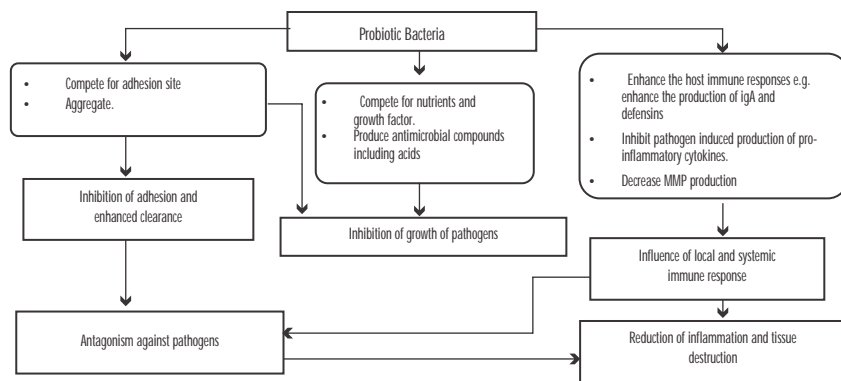 Probiotic Bacteria
• Compete for adhesion site
• Aggregate.
• Compete for nutrients and
growth factor.
• Produce antimicrobial compounds
including acids
• Enhance the host immune responses e.g.
enhance the production of igA and
defensins
• Inhibit pathogen induced production of pro-
inflammatory cytokines.
• Decrease MMP production
Inhibition of adhesion and
enhanced clearance
Inhibition of growth of pathogens
Influence of local and systemic
immune response
Antagonism against pathogens
Reduction of inflammation and tissue
destruction